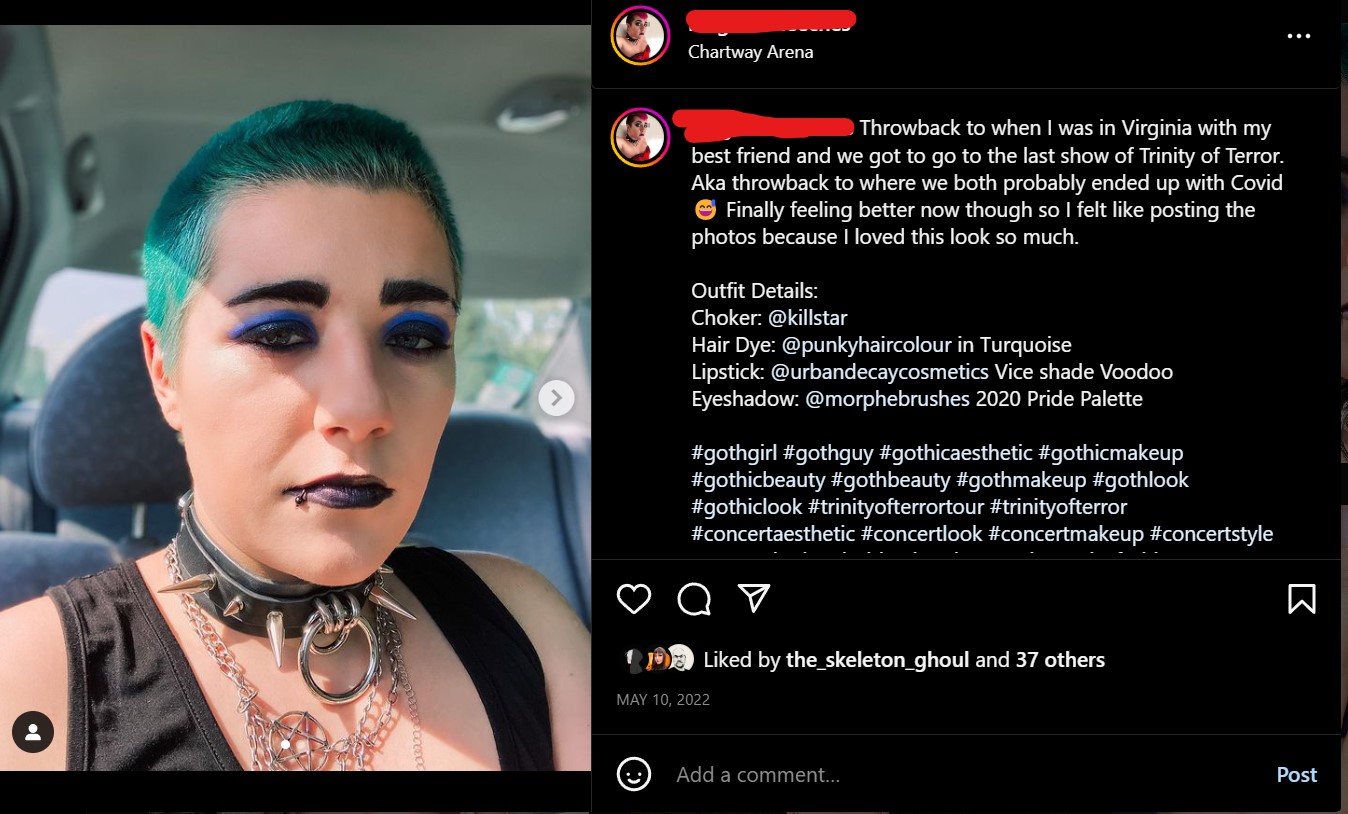 Chartway Arena
Throwback to when I was in Virginia with my
best friend and we got to go to the last show of Trinity of Terror.
Aka throwback to where we both probably ended up with Covid
😅 Finally feeling better now though so I felt like posting the
photos because I loved this look so much.
Outfit Details:
Choker: @killstar
Hair Dye: @punkyhaircolour in Turquoise
Lipstick: @urbandecaycosmetics Vice shade Voodoo
Eyeshadow: @morphebrushes 2020 Pride Palette
#gothgirl #gothguy #gothicaesthetic #gothicmakeup
#gothicbeauty #gothbeauty #gothmakeup #gothlook
#gothiclook #trinityofterrortour #trinityofterror
#concertaesthetic #concertlook #concertmakeup #concertstyle
Liked by the_skeleton_ghoul and 37 others
MAY 10, 2022
Add a comment...
Post